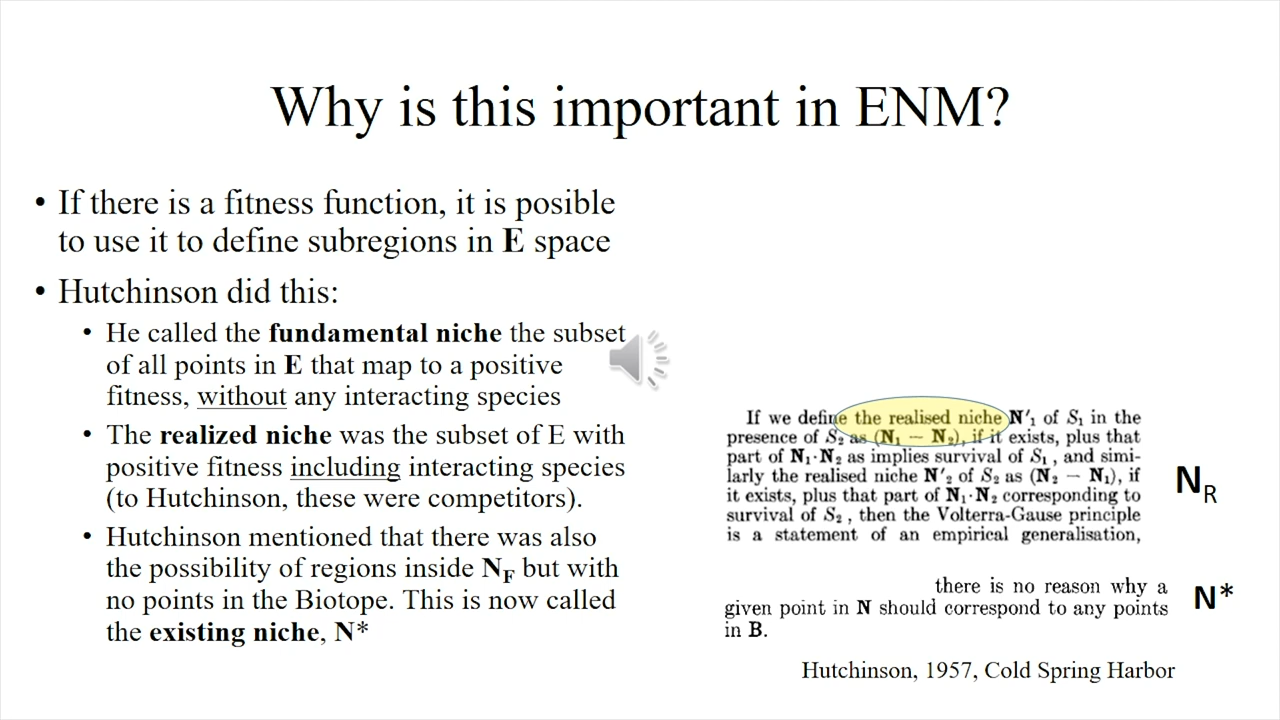 Why is this important in ENM?
• If there is a fitness function, it is posible
to use it to define subregions in E space
• Hutchinson did this:
• He called the fundamental niche the subset
of all points in E that map to a positive
fitness, without any interacting species
• The realized niche was the subset of E with
positive fitness including interacting species
(to Hutchinson, these were competitors).
• Hutchinson mentioned that there was also
the possibility of regions inside NF but with
no points in the Biotope. This is now called
the existing niche, N*
If we define the realised niche N′1 of S1 in the
presence of S2 as (N1 − N2), if it exists, plus that
part of N1·N2 as implies survival of S1, and simi-
larly the realised niche N′2 of S2 as (N2 − N1), if
it exists, plus that part of N1·N2 corresponding to
survival of S2, then the Volterra-Gause principle
is a statement of an empirical generalisation,
NR
there is no reason why a
given point in N should correspond to any points
in B.
N*
Hutchinson, 1957, Cold Spring Harbor